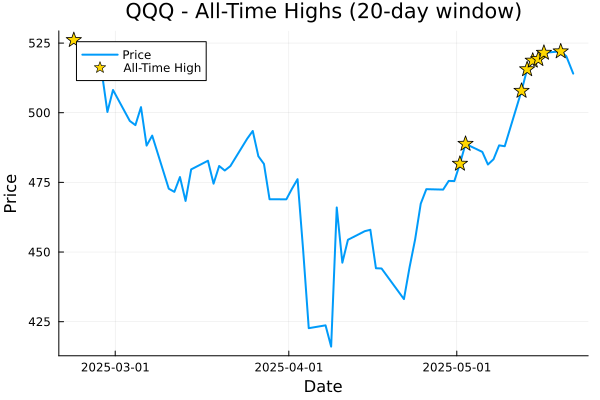 QQQ - All-Time Highs (20-day window)
Price
All-Time High
525
500
475
450
425
Price
2025-03-01
2025-04-01
2025-05-01
Date